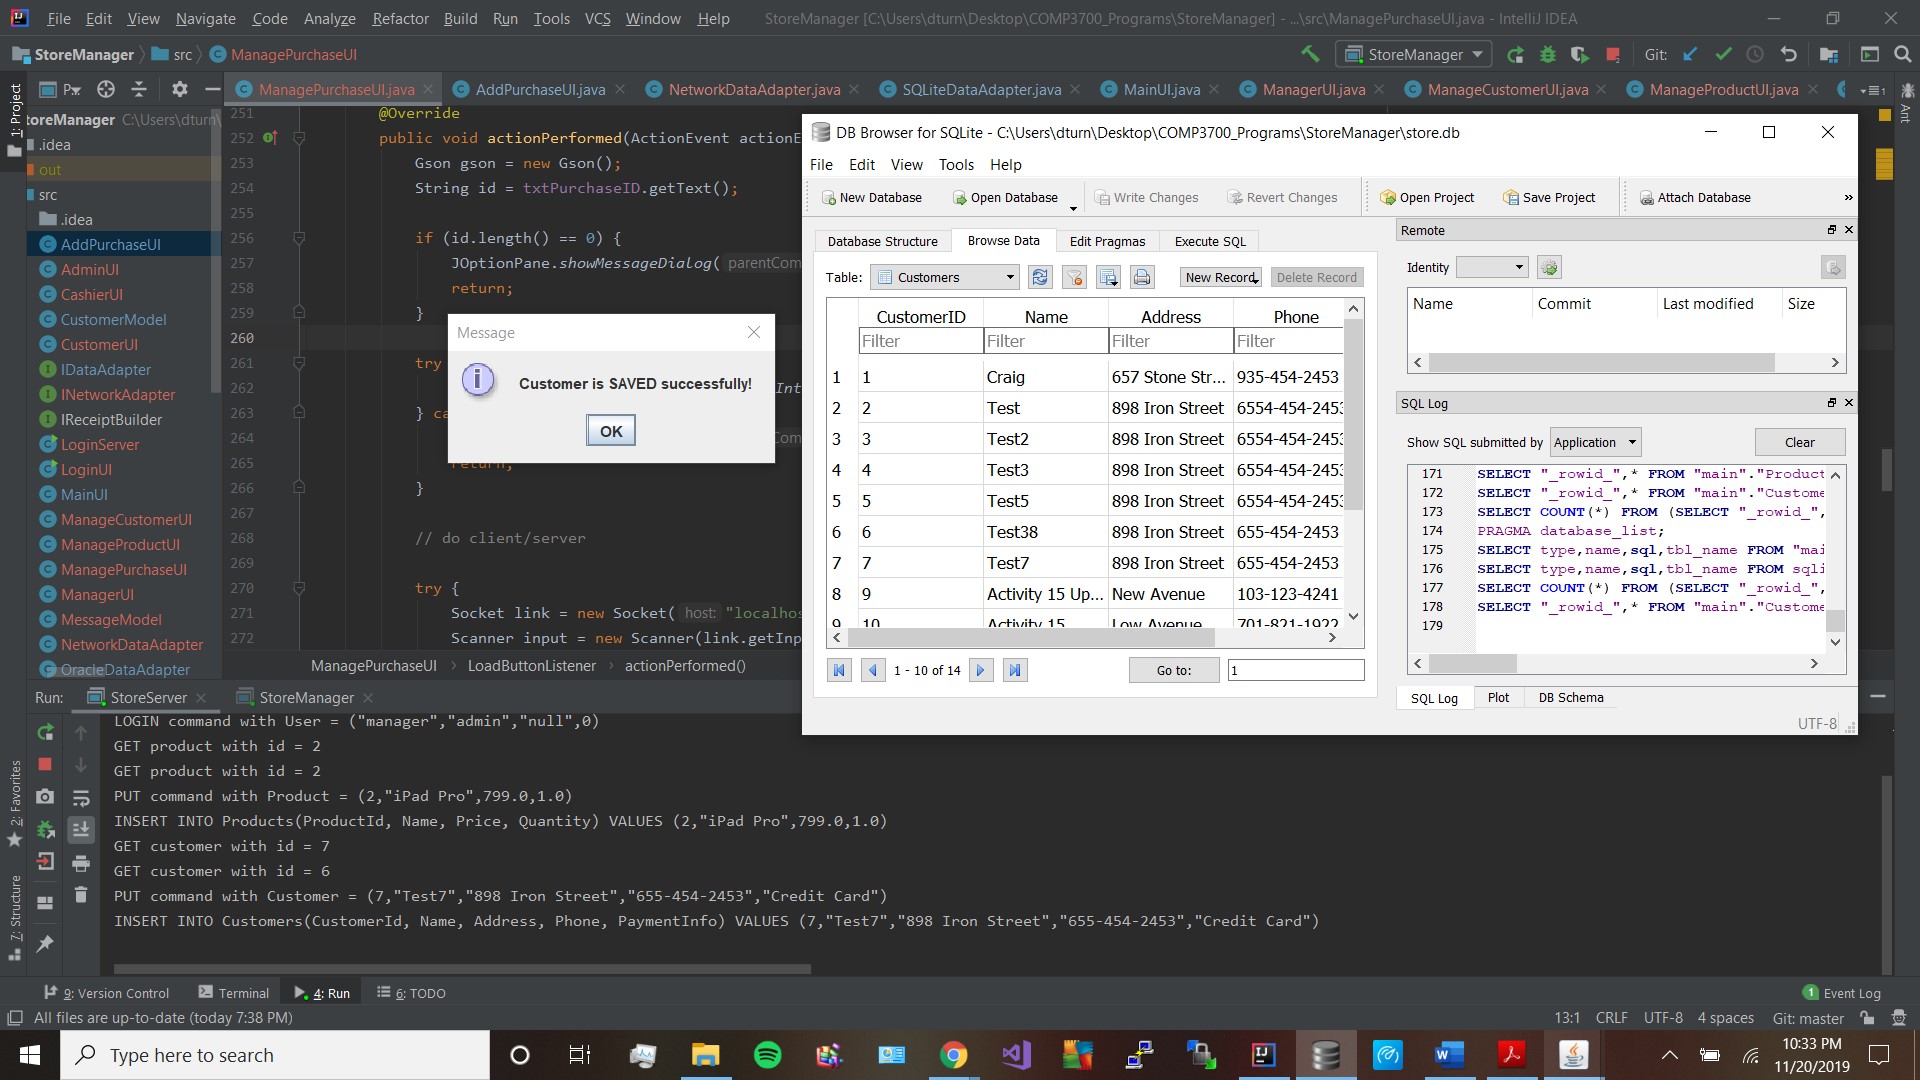 File Edit View Navigate Code Analyze Refactor Build Run Tools VCS Window Help StoreManager [C:\Users\dturn\Desktop\COMP3700_Programs\StoreManager] - ...\src\ManagePurchaseUI.java - IntelliJ IDEA
StoreManager src ManagePurchaseUI StoreManager Git:
P... ManagePurchaseUI.java AddPurchaseUI.java NetworkDataAdapter.java SQLiteDataAdapter.java MainUI.java ManagerUI.java ManageCustomerUI.java ManageProductUI.java
1: Project
Ant
toreManager C:\Users\dturn\
.idea
out
src
.idea
AddPurchaseUI
AdminUI
CashierUI
CustomerModel
CustomerUI
IDataAdapter
INetworkAdapter
IReceiptBuilder
LoginServer
LoginUI
MainUI
ManageCustomerUI
ManageProductUI
ManagePurchaseUI
ManagerUI
MessageModel
NetworkDataAdapter
OracleDataAdapter
251 @Override
252 public void actionPerformed(ActionEvent actionE
253 Gson gson = new Gson();
254 String id = txtPurchaseID.getText();
255
256 if (id.length() == 0) {
257 JOptionPane.showMessageDialog( parentCom
258 return;
259 }
260
261 try
262 Int
263 } ca
264 Com
265 return;
266 }
267
268 // do client/server
269
270 try {
271 Socket link = new Socket( host: "localhos
272 Scanner input = new Scanner(link.getInp
ManagePurchaseUI LoadButtonListener actionPerformed()
Message
Customer is SAVED successfully!
OK
DB Browser for SQLite - C:\Users\dturn\Desktop\COMP3700_Programs\StoreManager\store.db
File Edit View Tools Help
New Database Open Database Write Changes Revert Changes Open Project Save Project Attach Database »
Database Structure Browse Data Edit Pragmas Execute SQL
Table: Customers New Record Delete Record
CustomerID Name Address Phone
Filter Filter Filter Filter
1 1 Craig 657 Stone Str... 935-454-2453
2 2 Test 898 Iron Street 6554-454-2453
3 3 Test2 898 Iron Street 6554-454-2453
4 4 Test3 898 Iron Street 6554-454-2453
5 5 Test5 898 Iron Street 6554-454-2453
6 6 Test38 898 Iron Street 655-454-2453
7 7 Test7 898 Iron Street 655-454-2453
8 9 Activity 15 Up... New Avenue 103-123-4241
9 10 Activity 15 Low Avenue 701-821-1922
1 - 10 of 14 Go to: 1
Remote
Identity
Name Commit Last modified Size
SQL Log
Show SQL submitted by Application Clear
171 SELECT "_rowid_",* FROM "main"."Product
172 SELECT "_rowid_",* FROM "main"."Custome
173 SELECT COUNT(*) FROM (SELECT "_rowid_",
174 PRAGMA database_list;
175 SELECT type,name,sql,tbl_name FROM "mai
176 SELECT type,name,sql,tbl_name FROM sqli
177 SELECT COUNT(*) FROM (SELECT "_rowid_",
178 SELECT "_rowid_",* FROM "main"."Custome
179
SQL Log Plot DB Schema
UTF-8
Run: StoreServer StoreManager
LOGIN command with User = ("manager","admin","null",0)
GET product with id = 2
GET product with id = 2
PUT command with Product = (2,"iPad Pro",799.0,1.0)
INSERT INTO Products(ProductId, Name, Price, Quantity) VALUES (2,"iPad Pro",799.0,1.0)
GET customer with id = 7
GET customer with id = 6
PUT command with Customer = (7,"Test7","898 Iron Street","655-454-2453","Credit Card")
INSERT INTO Customers(CustomerId, Name, Address, Phone, PaymentInfo) VALUES (7,"Test7","898 Iron Street","655-454-2453","Credit Card")
2: Favorites
7: Structure
9: Version Control Terminal 4: Run 6: TODO 1 Event Log
All files are up-to-date (today 7:38 PM) 13:1 CRLF UTF-8 4 spaces Git: master
Type here to search
10:33 PM
11/20/2019